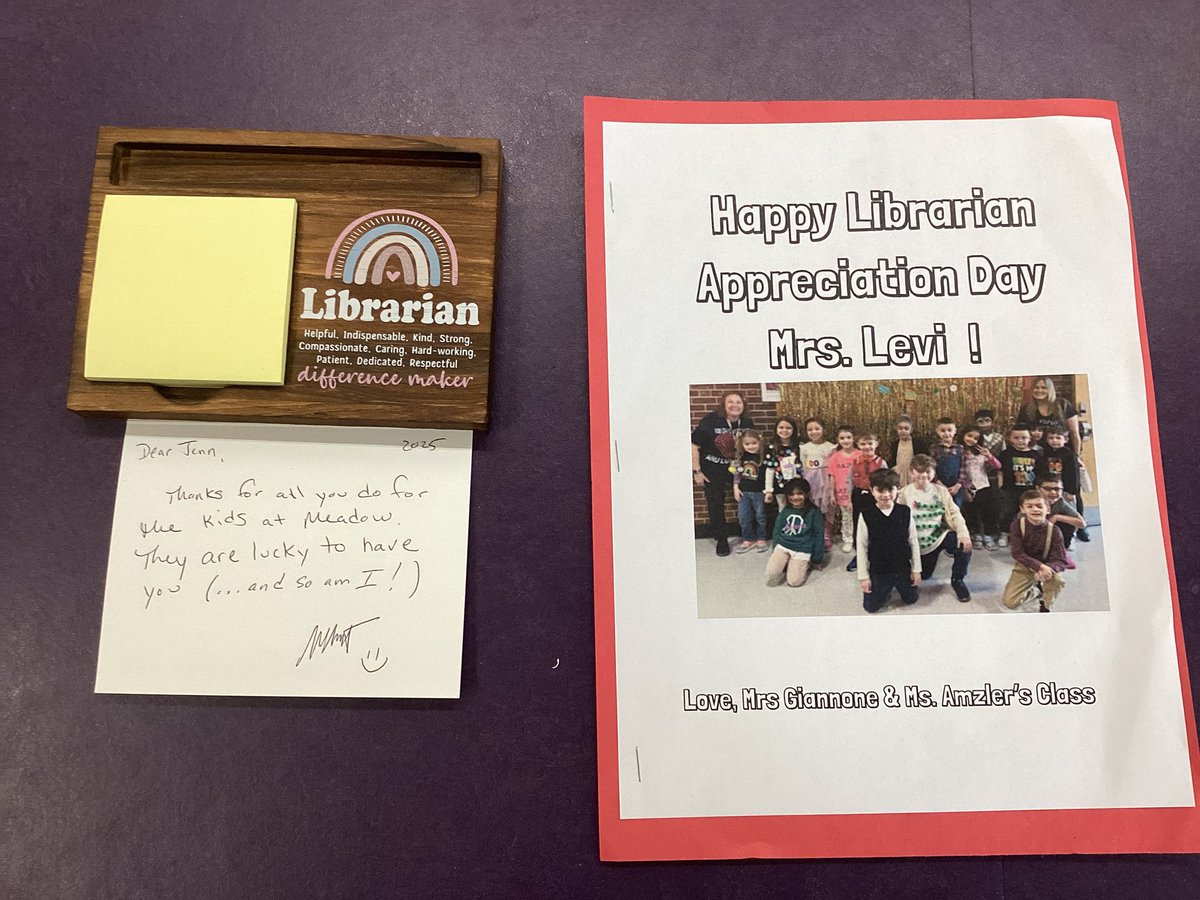 Librarian
Helpful, Indispensable, Kind, Strong,
Compassionate, Caring, Hard-working,
Patient, Dedicated, Respectful
difference maker
Dear Jenn,
2025
Thanks for all you do for
the kids at Meadow.
They are lucky to have
you (...and so am I!)
Happy Librarian
Appreciation Day
Mrs. Levi !
Love, Mrs Giannone & Ms. Amzler's Class